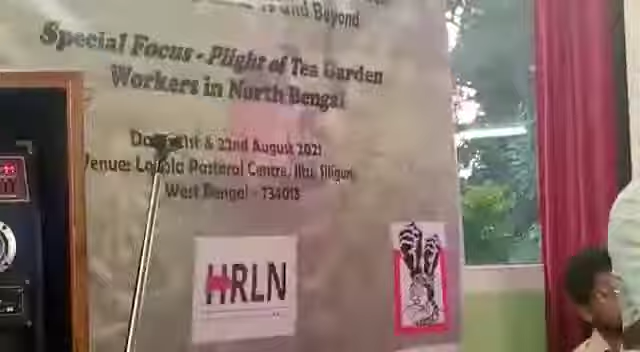 and Beyond
Special Focus - Plight of Tea Garden
Workers in North Bengal
21st & 22nd August 2021
Venue: Loyola Pastoral Centre,
West Bengal - 734013
HRLN